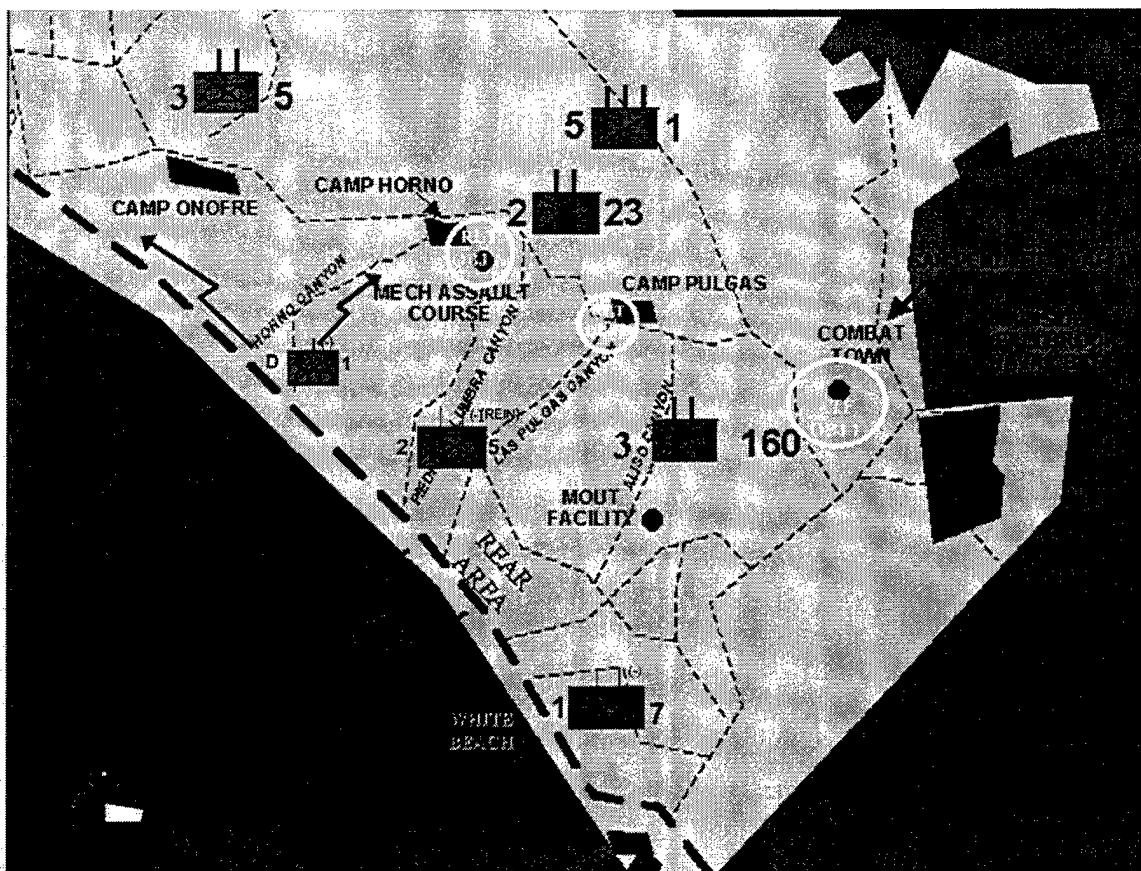 3 5
5 1
CAMP HORNO
CAMP ONOFRE
2 23
MECH ASSAULT
COURSE
CAMP PULGAS
HORNO CANYON
COMBAT
TOWN
D 1
LAS PULGAS CANYON
ALISO CANYON
2 5
3 160
MOUT
FACILITY
REAR
AREA
1 7 (-)
WHITE
BEACH